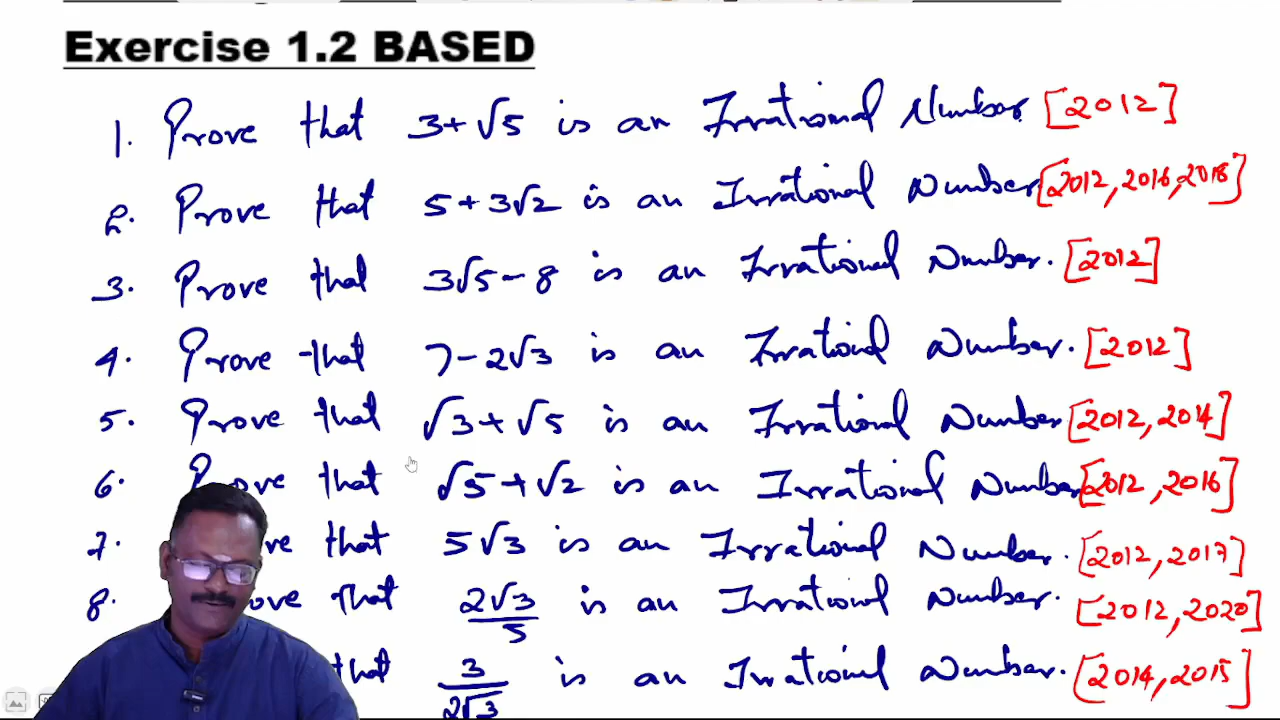 Exercise 1.2 BASED
1. Prove that 3+√5 is an Irrational Number. [2012]
2. Prove that 5+3√2 is an Irrational Number [2012, 2016, 2018]
3. Prove that 3√5-8 is an Irrational Number. [2012]
4. Prove that 7-2√3 is an Irrational Number. [2012]
5. Prove that √3+√5 is an Irrational Number [2012, 2014]
6. Prove that √5+√2 is an Irrational Number [2012, 2016]
7. ve that 5√3 is an Irrational Number. [2012, 2017]
8. ove that 2√3/5 is an Irrational Number. [2012, 2020]
that 3/2√3 is an Irrational Number. [2014, 2015]